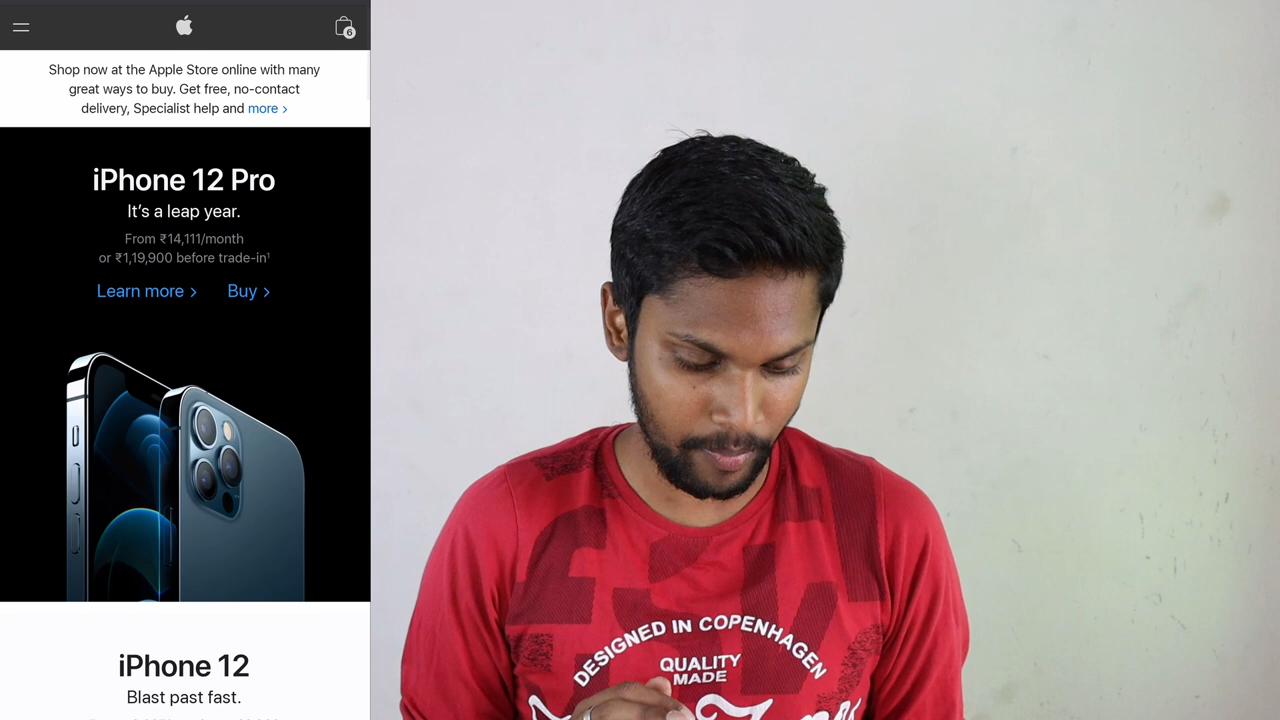 6
Shop now at the Apple Store online with many
great ways to buy. Get free, no-contact
delivery, Specialist help and more >
iPhone 12 Pro
It's a leap year.
From ₹14,111/month
or ₹1,19,900 before trade-in¹
Learn more > Buy >
iPhone 12
Blast past fast.
DESIGNED IN COPENHAGEN
QUALITY
MADE